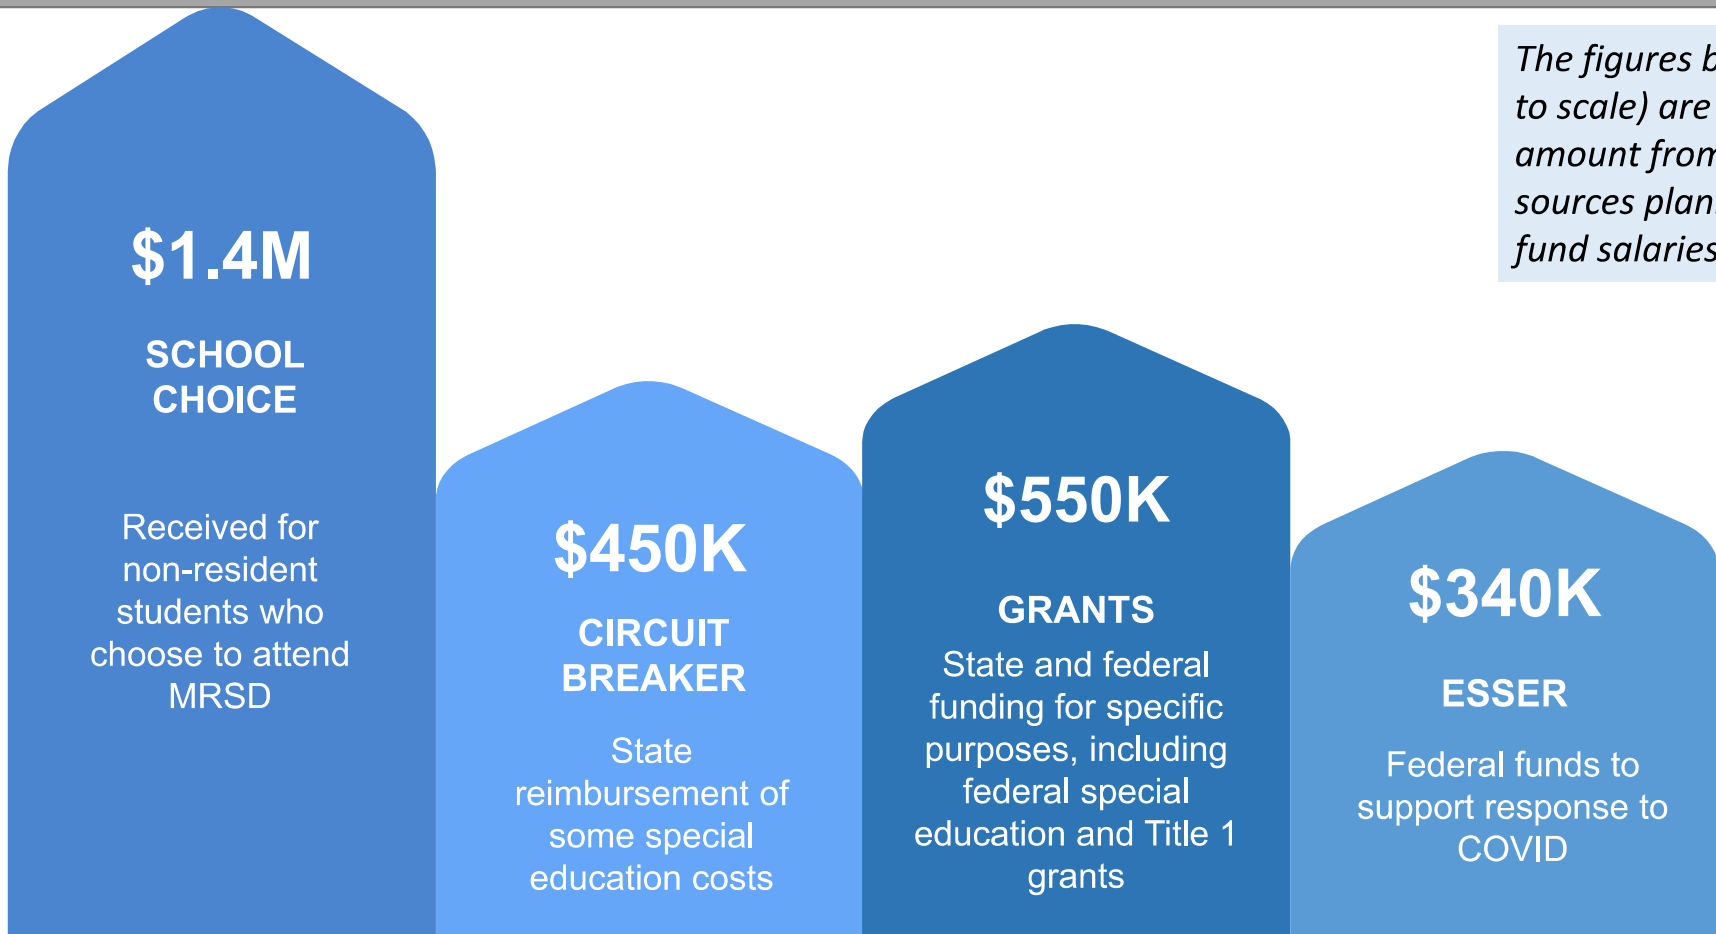 The figures b
to scale) are
amount from
sources plan
fund salaries
$1.4M
SCHOOL
CHOICE
Received for
non-resident
students who
choose to attend
MRSD
$450K
CIRCUIT
BREAKER
State
reimbursement of
some special
education costs
$550K
GRANTS
State and federal
funding for specific
purposes, including
federal special
education and Title 1
grants
$340K
ESSER
Federal funds to
support response to
COVID